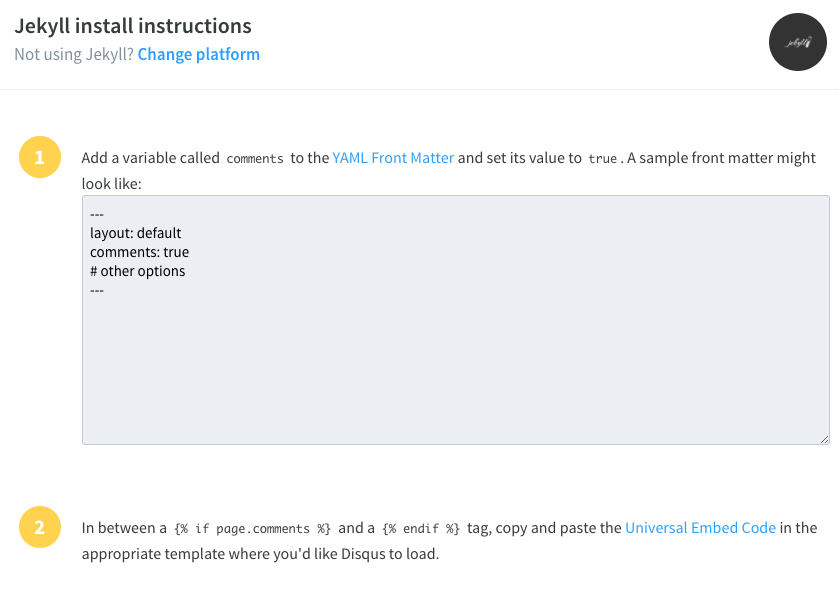 Jekyll install instructions
Not using Jekyll? Change platform
Jekyll
1
Add a variable called comments to the YAML Front Matter and set its value to true. A sample front matter might
look like:
---
layout: default
comments: true
# other options
---
2
In between a {% if page.comments %} and a {% endif %} tag, copy and paste the Universal Embed Code in the
appropriate template where you'd like Disqus to load.